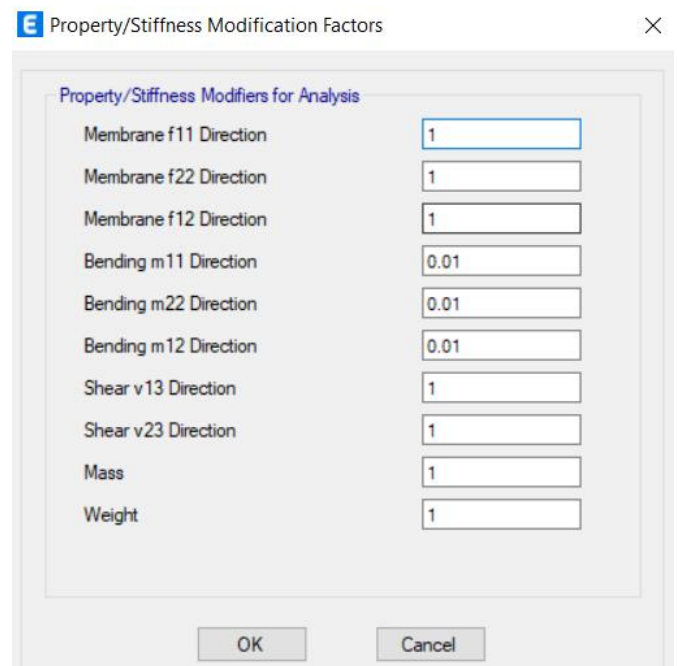 E Property/Stiffness Modification Factors
Property/Stiffness Modifiers for Analysis
Membrane f11 Direction 1
Membrane f22 Direction 1
Membrane f12 Direction 1
Bending m11 Direction 0.01
Bending m22 Direction 0.01
Bending m12 Direction 0.01
Shear v13 Direction 1
Shear v23 Direction 1
Mass 1
Weight 1
OK Cancel